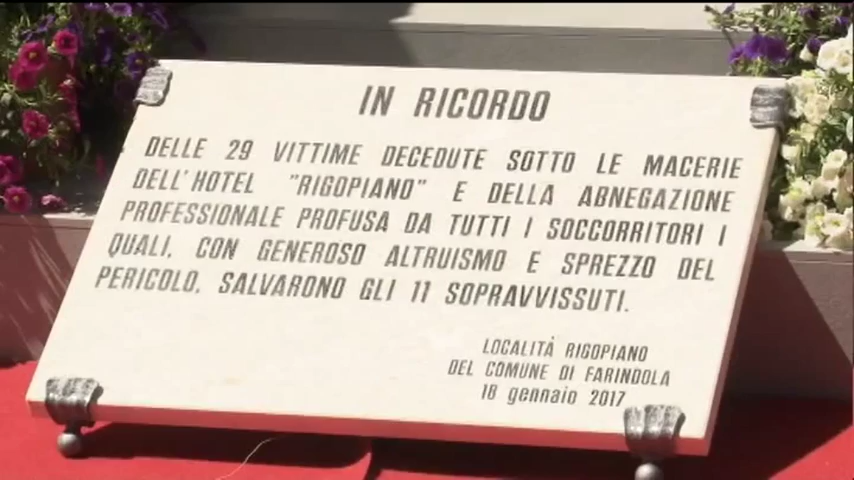 IN RICORDO
DELLE 29 VITTIME DECEDUTE SOTTO LE MACERIE
DELL'HOTEL "RIGOPIANO" E DELLA ABNEGAZIONE
PROFESSIONALE PROFUSA DA TUTTI I SOCCORRITORI I
QUALI, CON GENEROSO ALTRUISMO E SPREZZO DEL
PERICOLO, SALVARONO GLI 11 SOPRAVVISSUTI.
LOCALITÀ RIGOPIANO
DEL COMUNE DI FARINDOLA
18 gennaio 2017